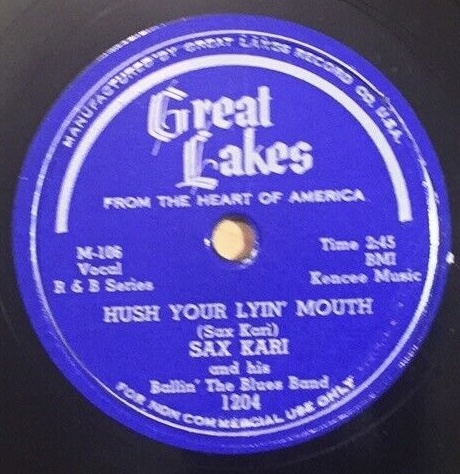 MANUFACTURED BY GREAT LAKES RECORD CO. U.S.A.
Great
Lakes
FROM THE HEART OF AMERICA
M-106
Vocal
R & B Series
Time 2:45
BMI
Kencee Music
HUSH YOUR LYIN' MOUTH
(Sax Kari)
SAX KARI
and his
Ballin' The Blues Band
1204
FOR NON COMMERCIAL USE ONLY